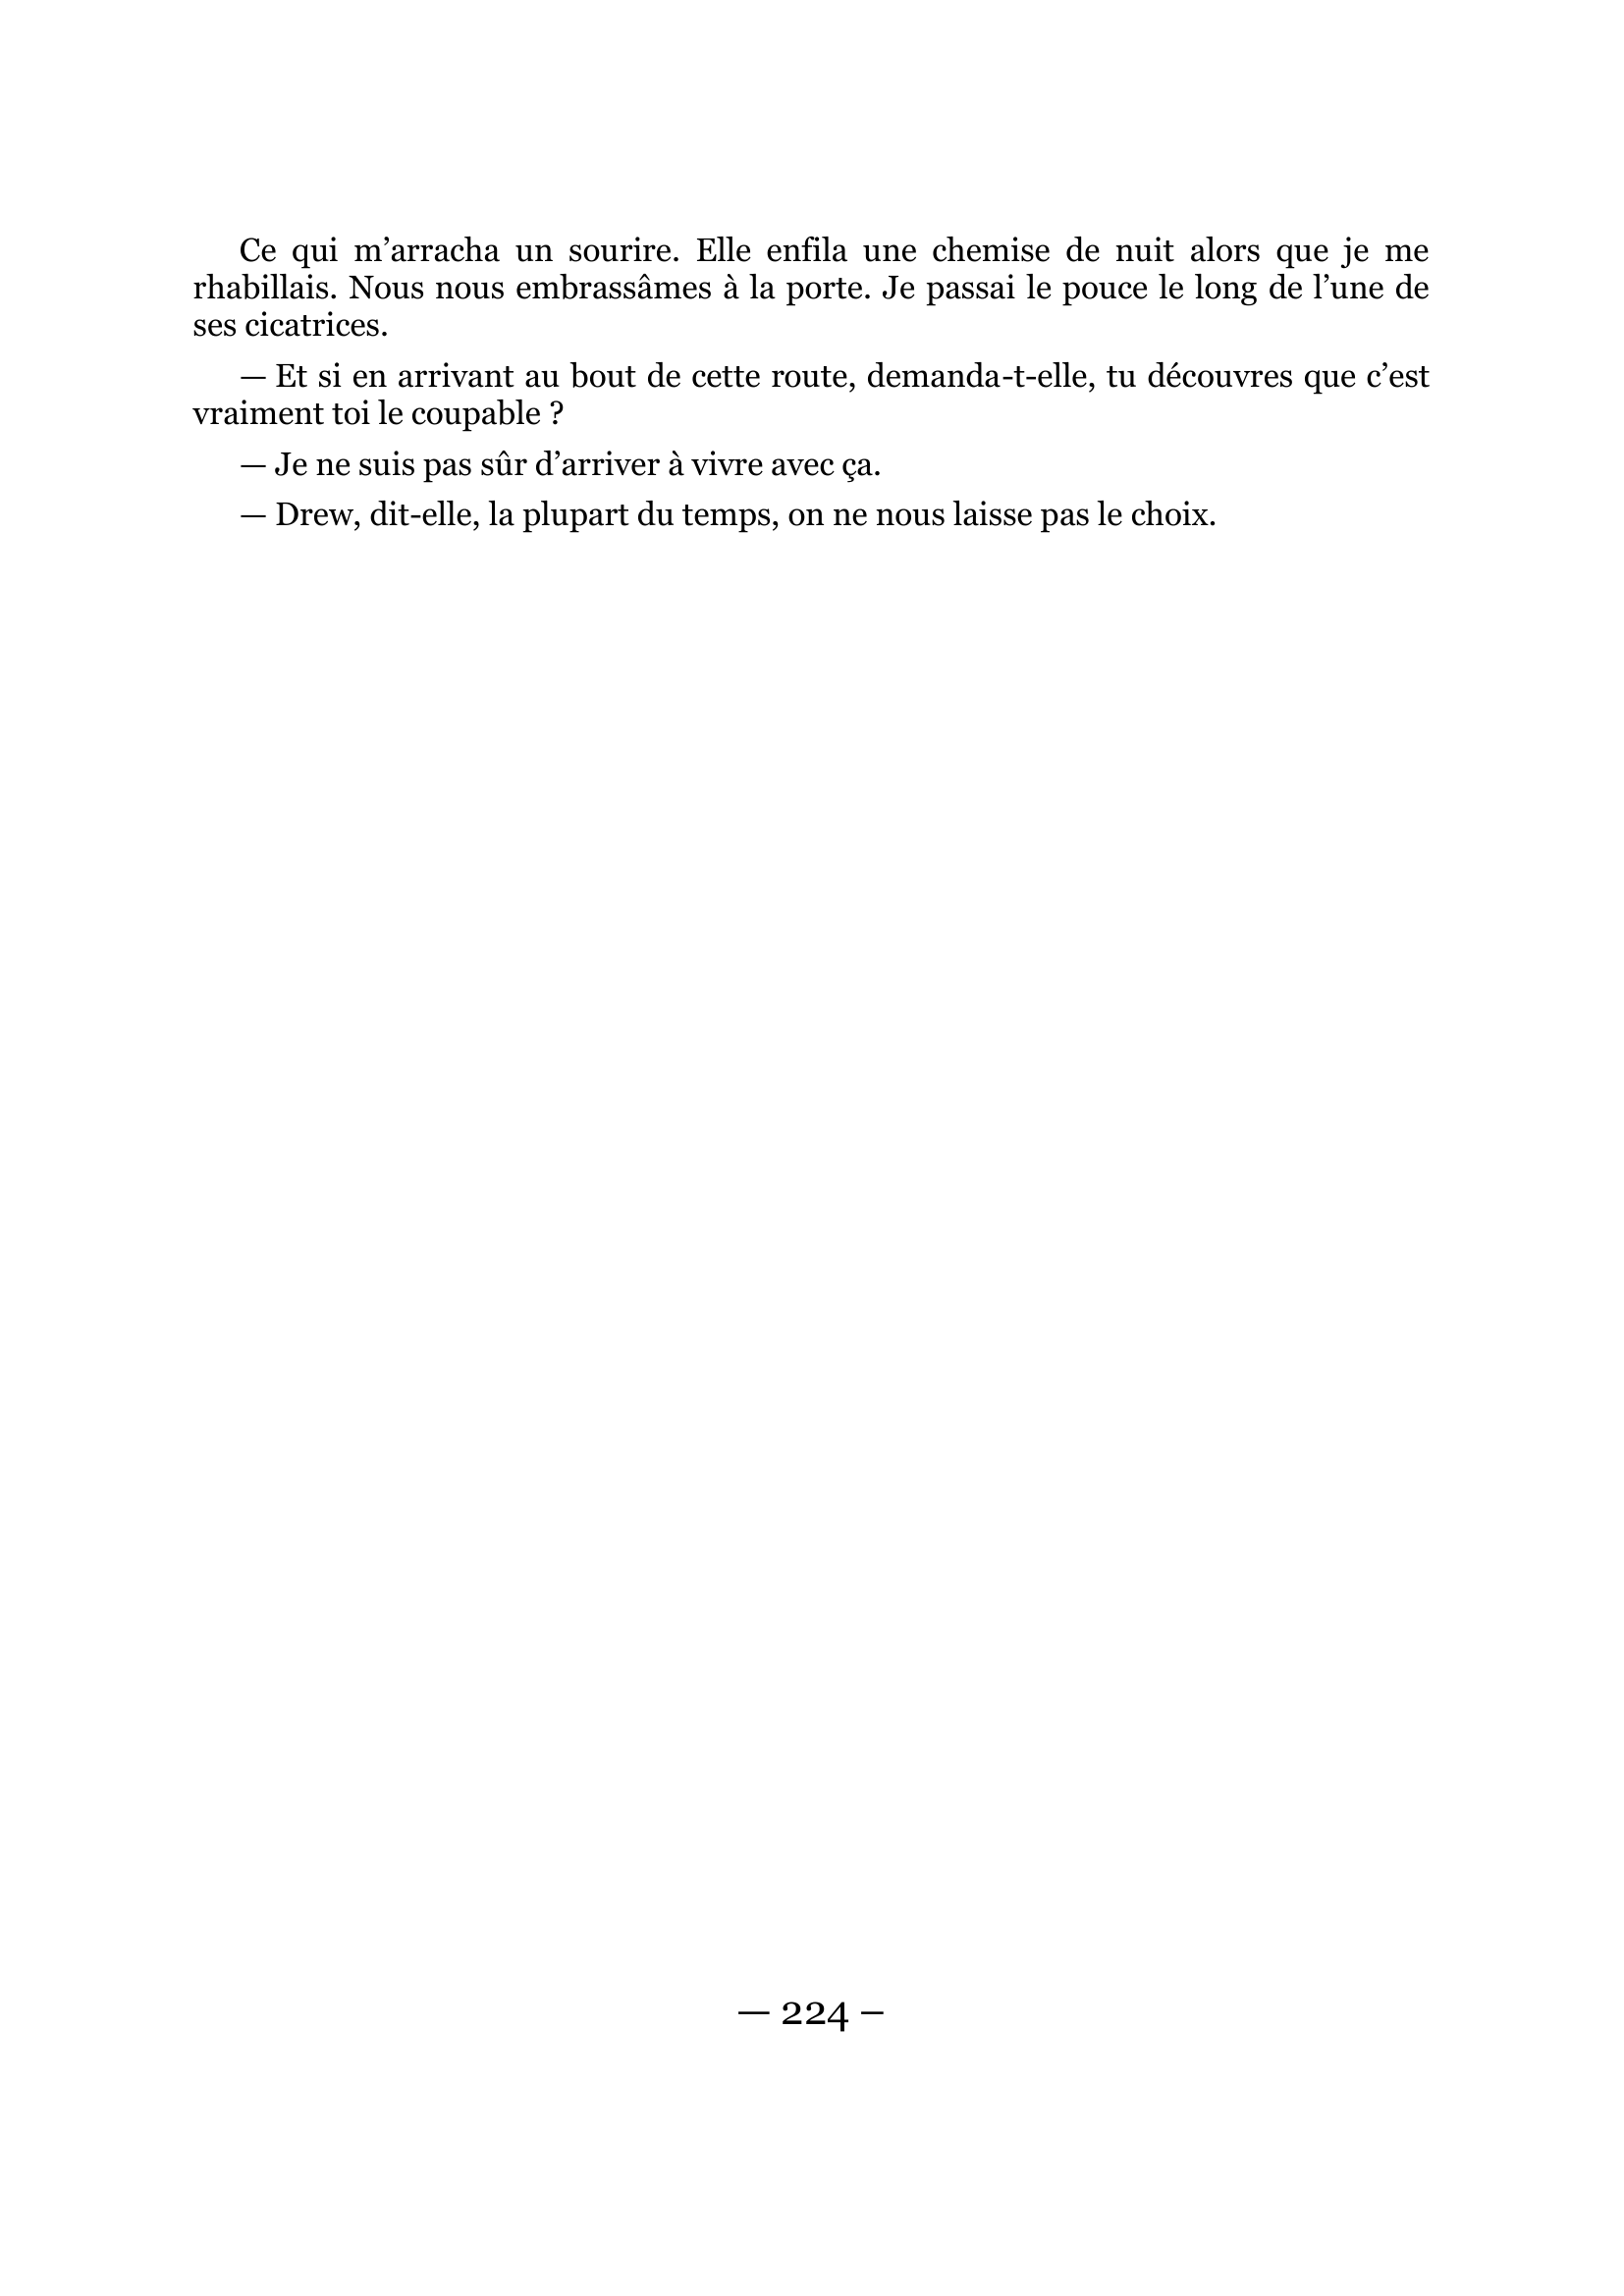 Ce qui m’arracha un sourire. Elle enfila une chemise de nuit alors que je me
rhabillais. Nous nous embrassâmes à la porte. Je passai le pouce le long de l’une de
ses cicatrices.
— Et si en arrivant au bout de cette route, demanda-t-elle, tu découvres que c’est
vraiment toi le coupable ?
— Je ne suis pas sûr d’arriver à vivre avec ça.
— Drew, dit-elle, la plupart du temps, on ne nous laisse pas le choix.
— 224 –